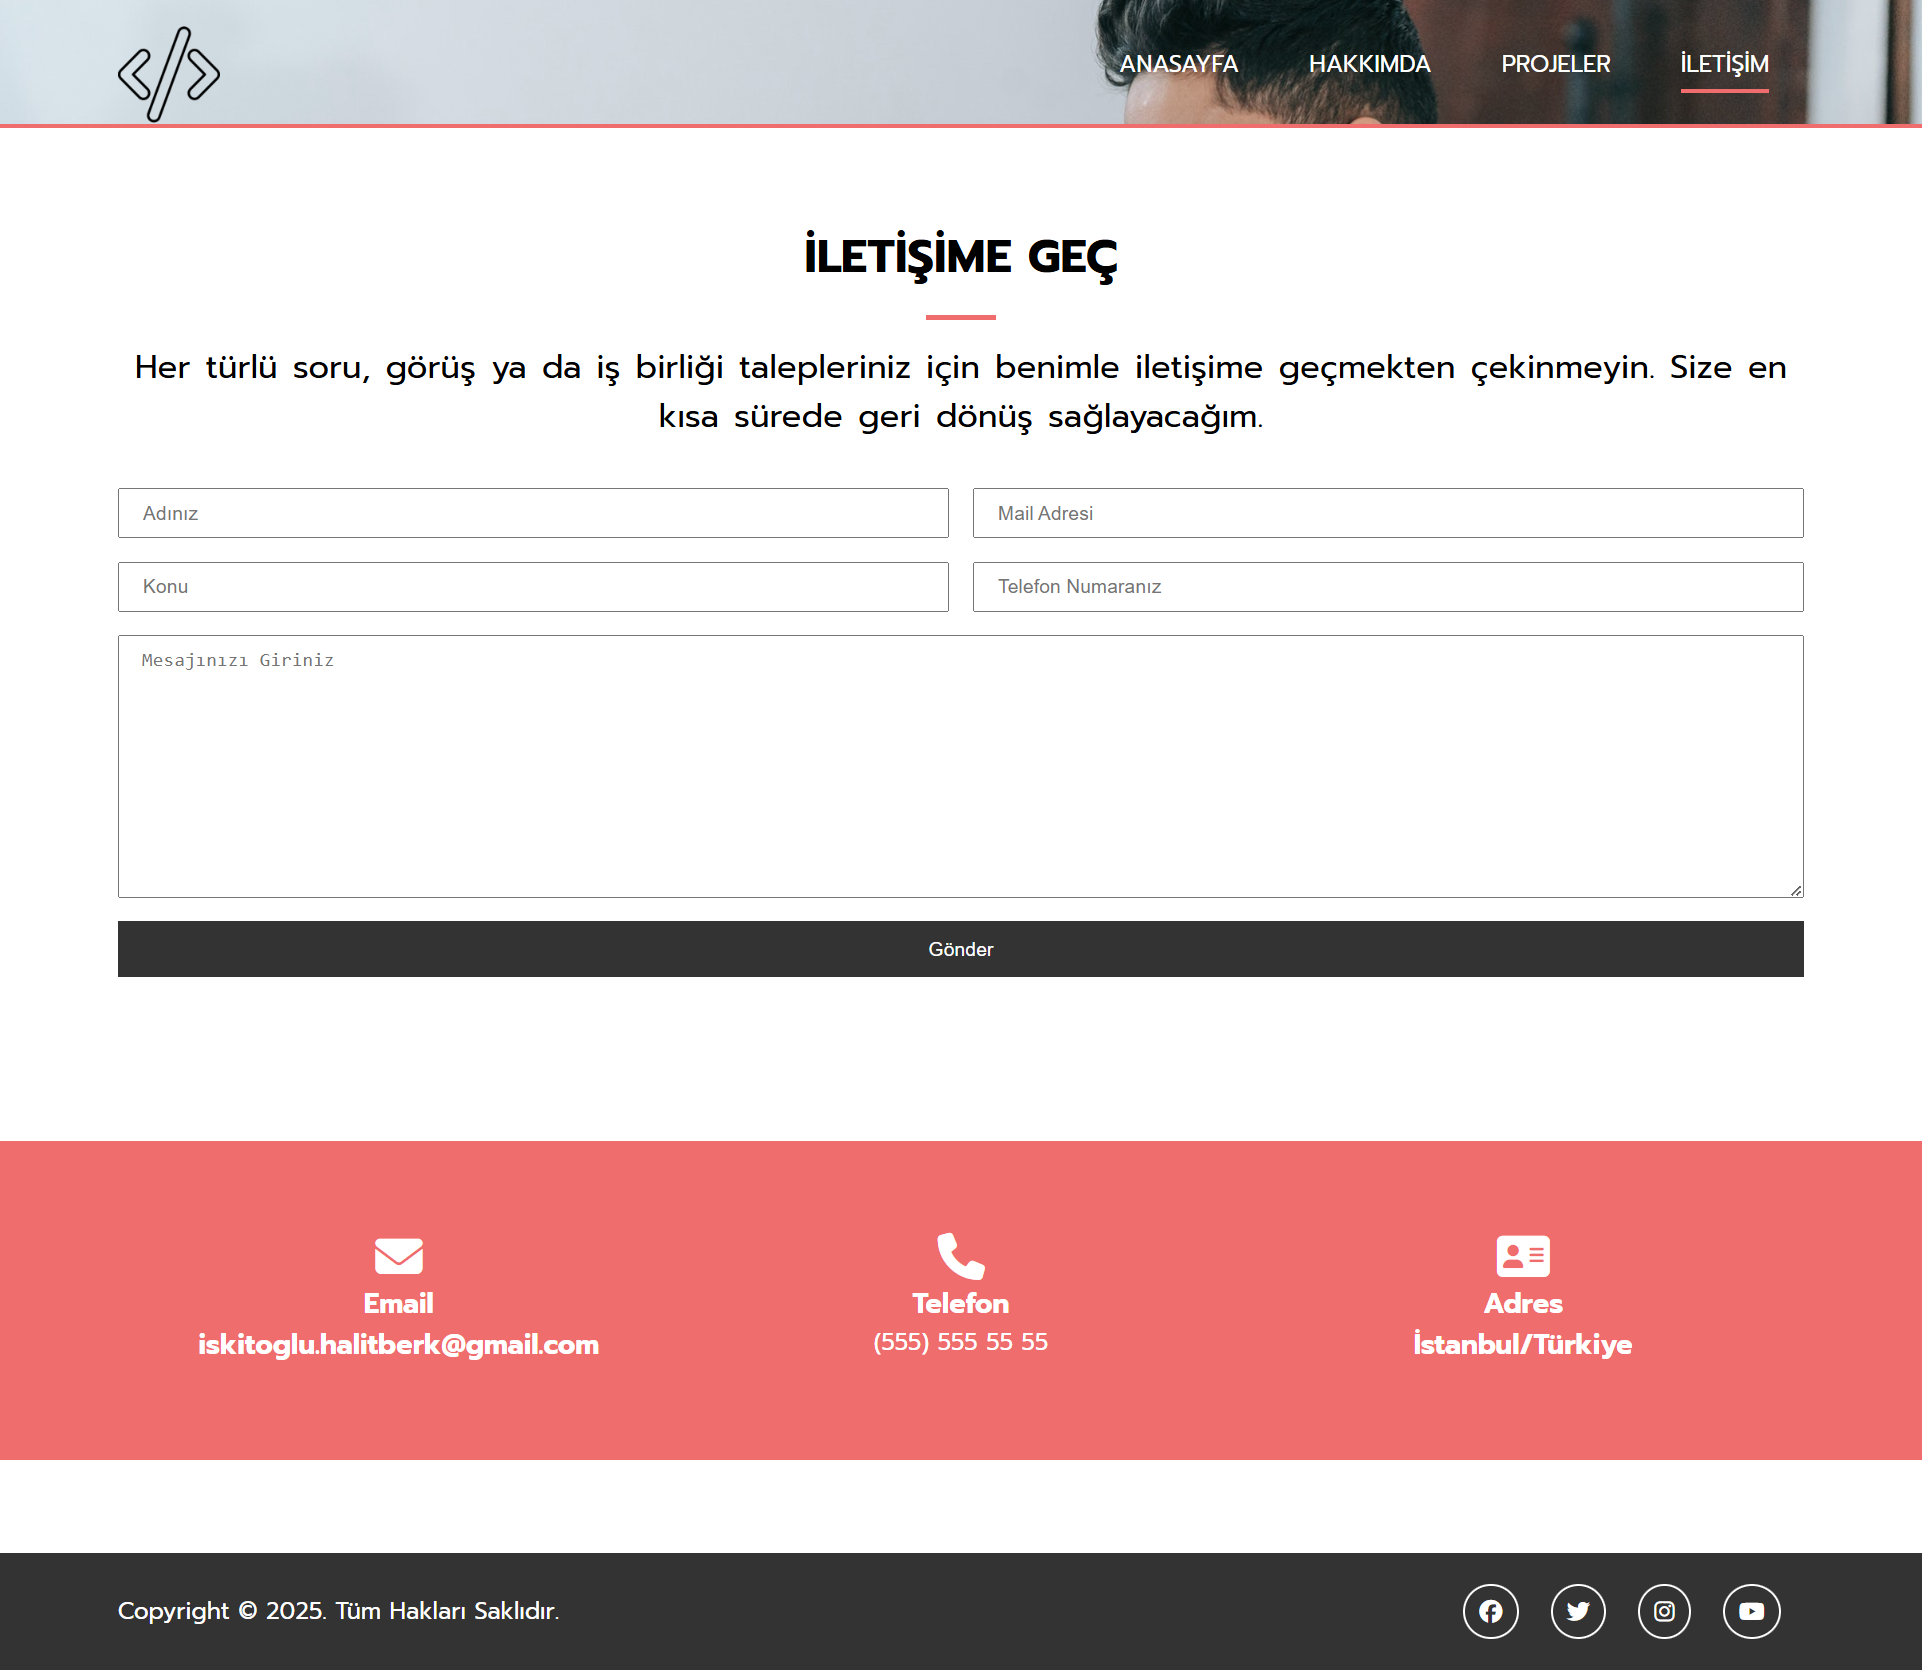 ANASAYFA HAKKIMDA PROJELER İLETİŞİM
İLETİŞİME GEÇ
Her türlü soru, görüş ya da iş birliği talepleriniz için benimle iletişime geçmekten çekinmeyin. Size en
kısa sürede geri dönüş sağlayacağım.
Adınız Mail Adresi
Konu Telefon Numaranız
Mesajınızı Giriniz
Gönder
Email Telefon Adres
iskitoglu.halitberk@gmail.com (555) 555 55 55 İstanbul/Türkiye
Copyright © 2025. Tüm Hakları Saklıdır.